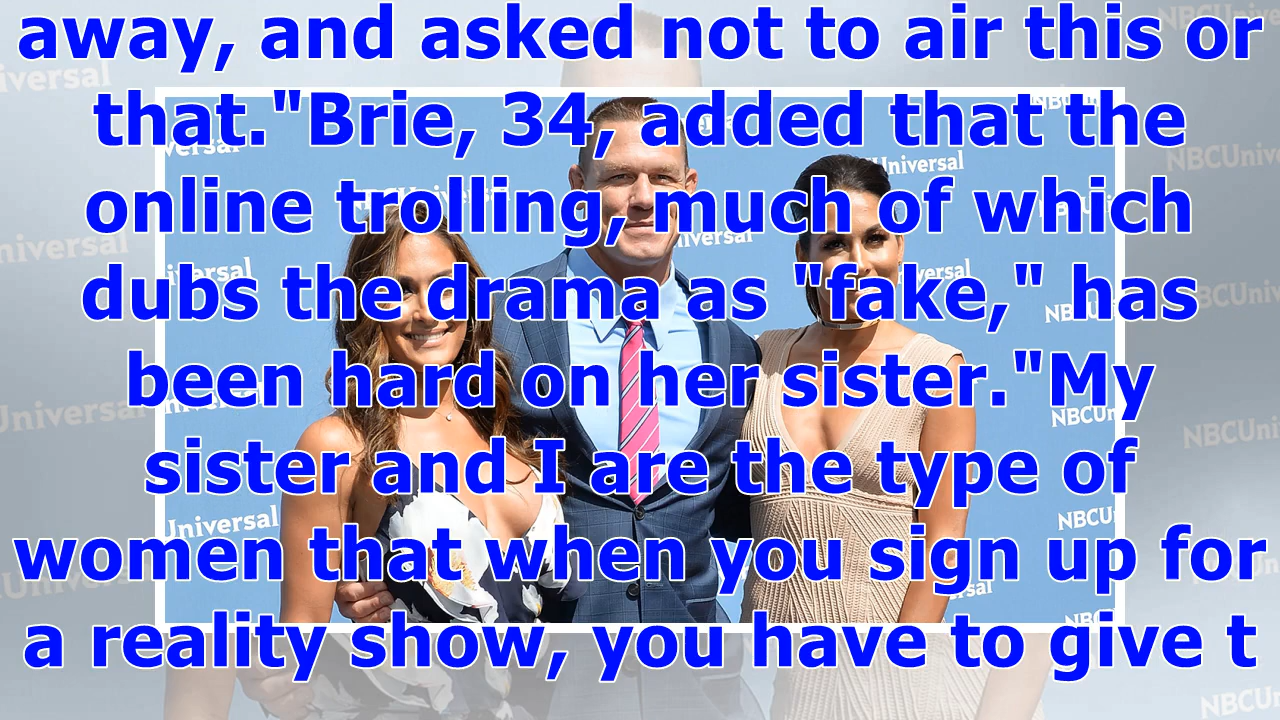 away, and asked not to air this or
that."Brie, 34, added that the
online trolling, much of which
dubs the drama as "fake," has
been hard on her sister."My
sister and I are the type of
women that when you sign up for
a reality show, you have to give t
NBCUniversal